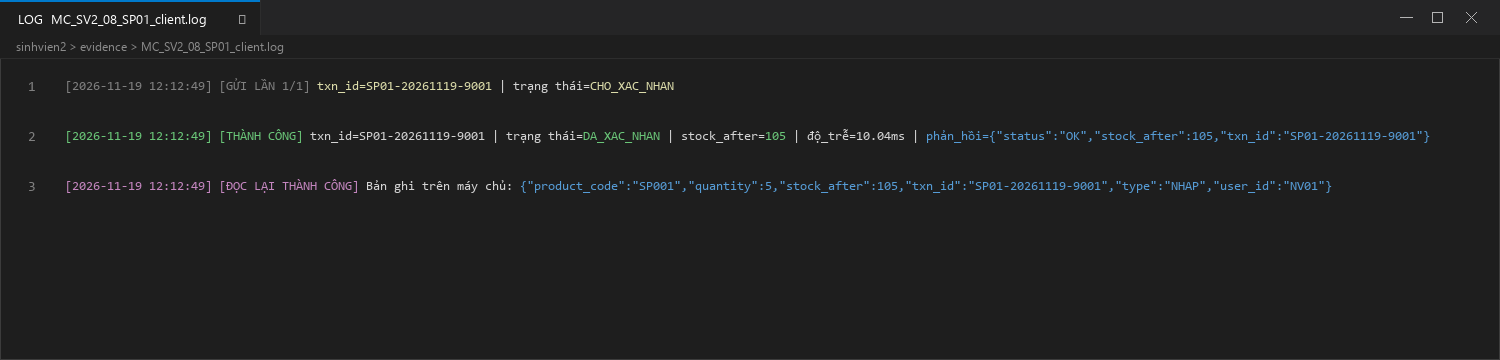 LOG MC_SV2_08_SP01_client.log
sinhvien2 > evidence > MC_SV2_08_SP01_client.log
1 [2026-11-19 12:12:49] [GỬI LẦN 1/1] txn_id=SP01-20261119-9001 | trạng thái=CHO_XAC_NHAN
2 [2026-11-19 12:12:49] [THÀNH CÔNG] txn_id=SP01-20261119-9001 | trạng thái=DA_XAC_NHAN | stock_after=105 | độ_trễ=10.04ms | phản_hồi={"status":"OK","stock_after":105,"txn_id":"SP01-20261119-9001"}
3 [2026-11-19 12:12:49] [ĐỌC LẠI THÀNH CÔNG] Bản ghi trên máy chủ: {"product_code":"SP001","quantity":5,"stock_after":105,"txn_id":"SP01-20261119-9001","type":"NHAP","user_id":"NV01"}